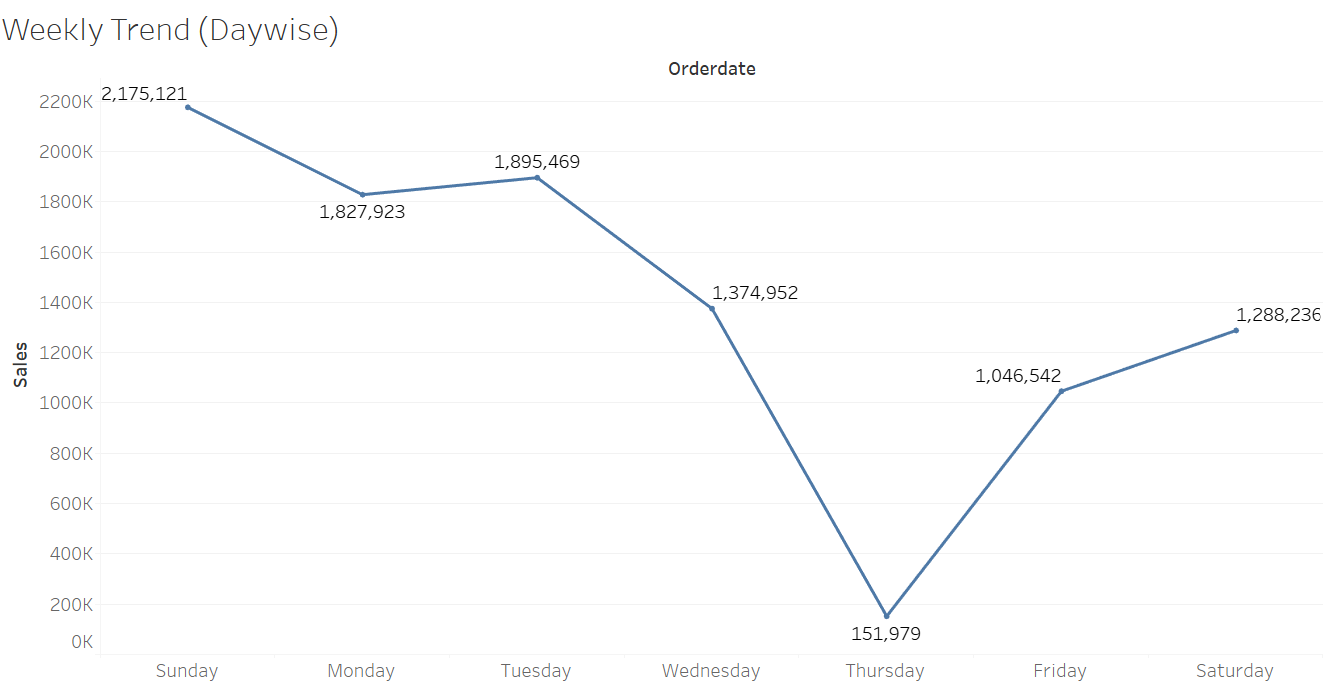 Weekly Trend (Daywise)
Orderdate
2,175,121
2200K
2000K
1,895,469
1800K
1,827,923
1600K
1400K
1,374,952
1,288,236
1200K
Sales
1,046,542
1000K
800K
600K
400K
200K
151,979
0K
Sunday Monday Tuesday Wednesday Thursday Friday Saturday